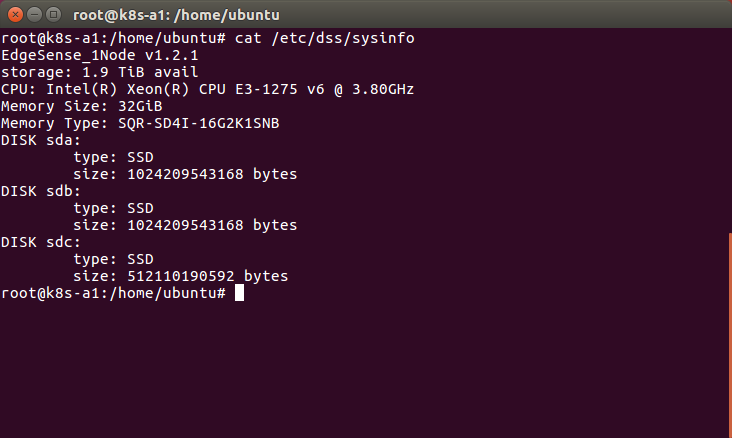 root@k8s-a1: /home/ubuntu
root@k8s-a1:/home/ubuntu# cat /etc/dss/sysinfo
EdgeSense_1Node v1.2.1
storage: 1.9 TiB avail
CPU: Intel(R) Xeon(R) CPU E3-1275 v6 @ 3.80GHz
Memory Size: 32GiB
Memory Type: SQR-SD4I-16G2K1SNB
DISK sda:
        type: SSD
        size: 1024209543168 bytes
DISK sdb:
        type: SSD
        size: 1024209543168 bytes
DISK sdc:
        type: SSD
        size: 512110190592 bytes
root@k8s-a1:/home/ubuntu#